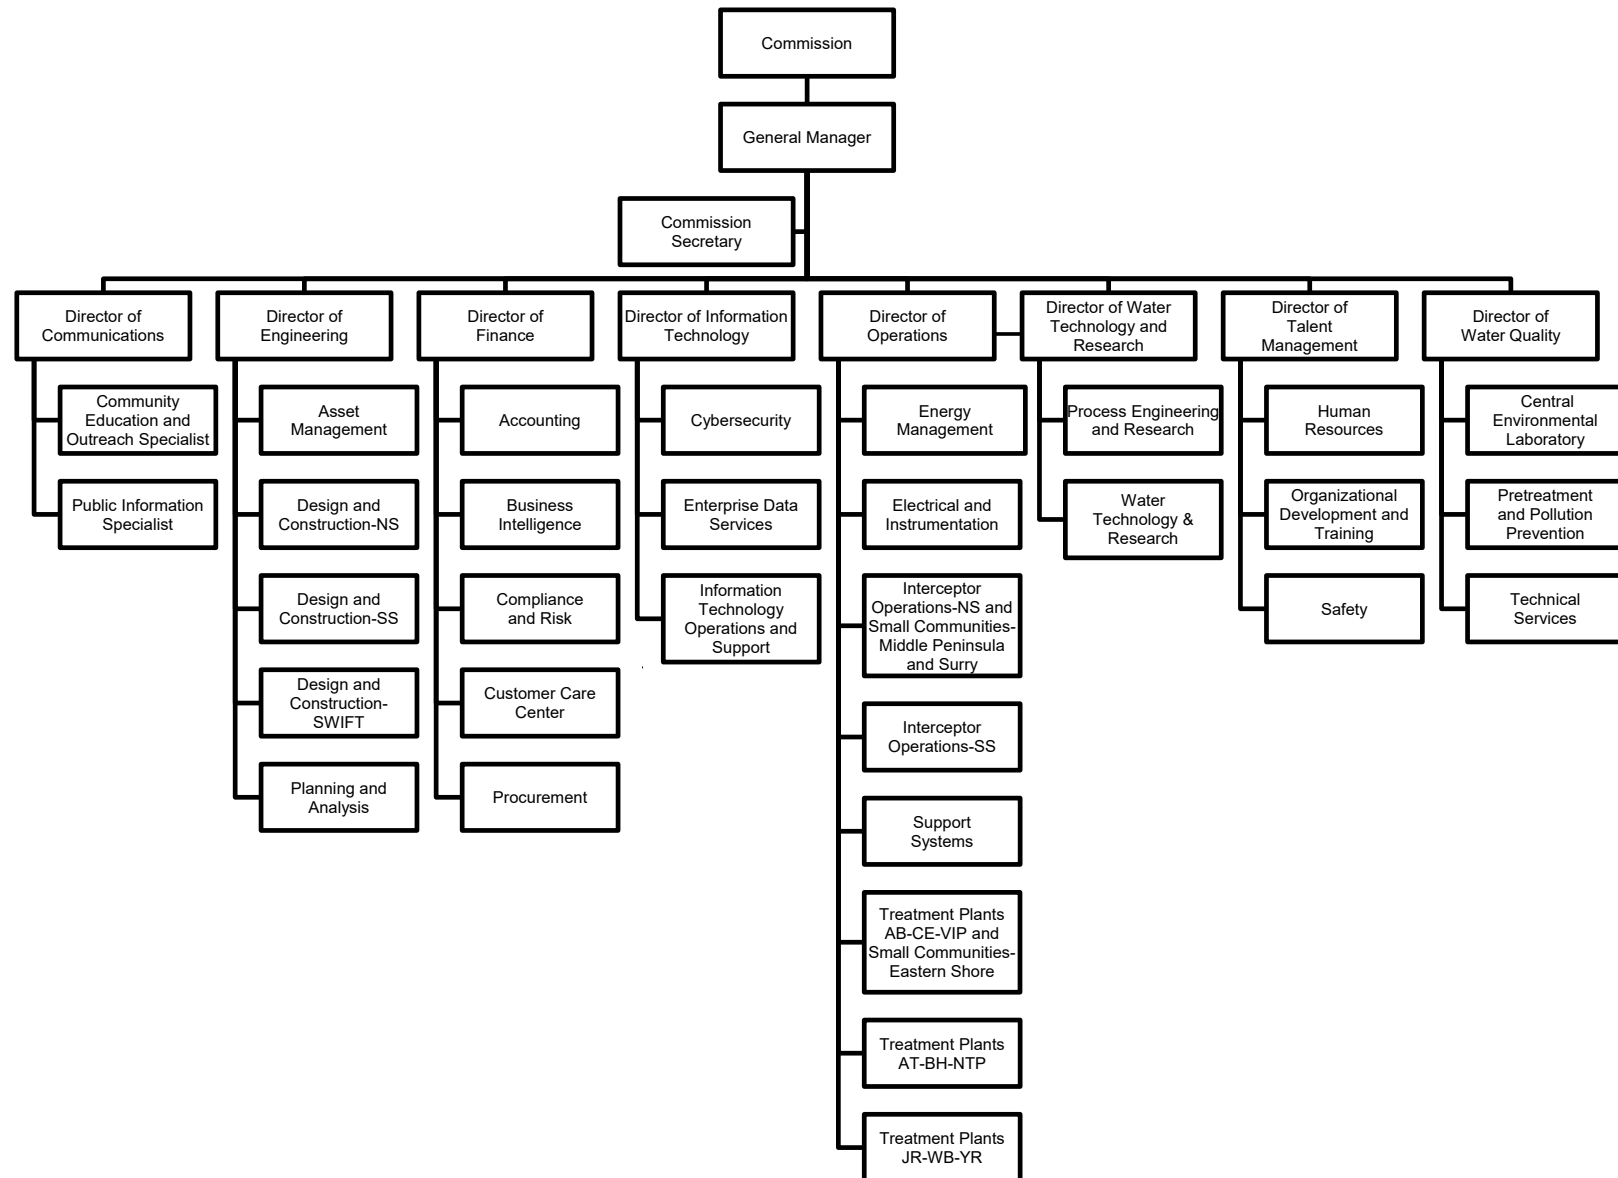 Commission
General Manager
Commission
Secretary
Director of
Communications
Director of
Engineering
Director of
Finance
Director of Information
Technology
Director of
Operations
Director of Water
Technology and
Research
Director of
Talent
Management
Director of
Water Quality
Community
Education and
Outreach Specialist
Public Information
Specialist
Asset
Management
Design and
Construction-NS
Design and
Construction-SS
Design and
Construction-
SWIFT
Planning and
Analysis
Accounting
Business
Intelligence
Compliance
and Risk
Customer Care
Center
Procurement
Cybersecurity
Enterprise Data
Services
Information
Technology
Operations and
Support
Energy
Management
Electrical and
Instrumentation
Interceptor
Operations-NS and
Small Communities-
Middle Peninsula
and Surry
Interceptor
Operations-SS
Support
Systems
Treatment Plants
AB-CE-VIP and
Small Communities-
Eastern Shore
Treatment Plants
AT-BH-NTP
Treatment Plants
JR-WB-YR
Process Engineering
and Research
Water
Technology &
Research
Human
Resources
Organizational
Development and
Training
Safety
Central
Environmental
Laboratory
Pretreatment
and Pollution
Prevention
Technical
Services